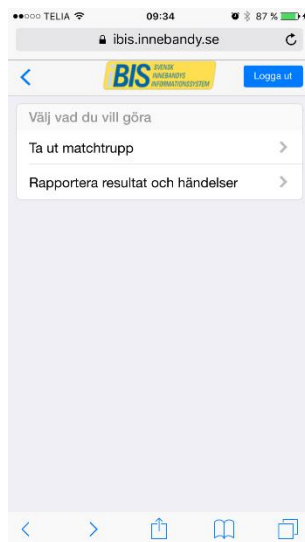 TELIA 09:34 87 %
ibis.innebandy.se
BIS SVENSK INNEBANDYS INFORMATIONSSYSTEM
Logga ut
Välj vad du vill göra
Ta ut matchtrupp
Rapportera resultat och händelser